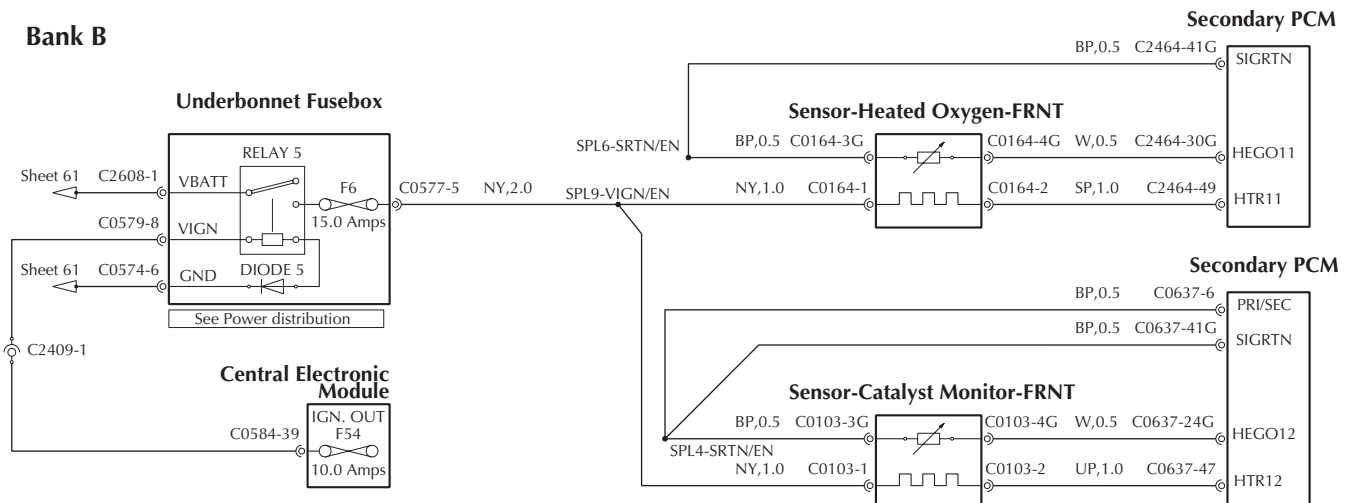 Bank B
Secondary PCM
BP,0.5 C2464-41G
SIGRTN
Underbonnet Fusebox
Sensor-Heated Oxygen-FRNT
SPL6-SRTN/EN
BP,0.5 C0164-3G
C0164-4G W,0.5 C2464-30G
HEGO11
RELAY 5
Sheet 61 C2608-1
VBATT
F6
15.0 Amps
C0577-5 NY,2.0
SPL9-VIGN/EN
NY,1.0 C0164-1
C0164-2 SP,1.0 C2464-49
HTR11
C0579-8
VIGN
Sheet 61 C0574-6
GND
DIODE 5
See Power distribution
Secondary PCM
BP,0.5 C0637-6
PRI/SEC
BP,0.5 C0637-41G
SIGRTN
C2409-1
Central Electronic
Module
IGN. OUT
F54
10.0 Amps
C0584-39
Sensor-Catalyst Monitor-FRNT
BP,0.5 C0103-3G
C0103-4G W,0.5 C0637-24G
HEGO12
SPL4-SRTN/EN
NY,1.0 C0103-1
C0103-2 UP,1.0 C0637-47
HTR12